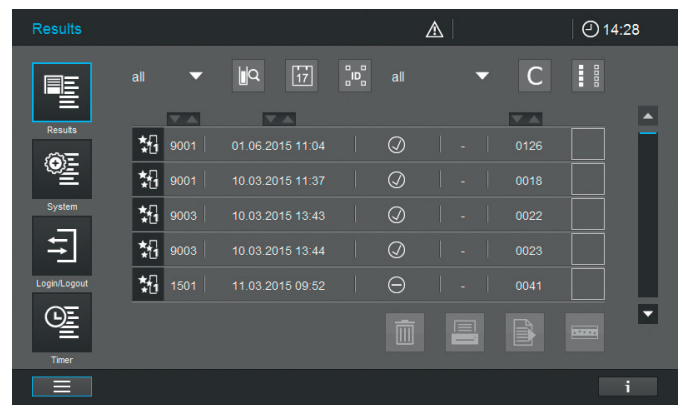 Results
14:28
all
17
ID
all
C
Results
9001 01.06.2015 11:04 - 0126
9001 10.03.2015 11:37 - 0018
System
9003 10.03.2015 13:43 - 0022
9003 10.03.2015 13:44 - 0023
Login/Logout
1501 11.03.2015 09:52 - 0041
Timer
i